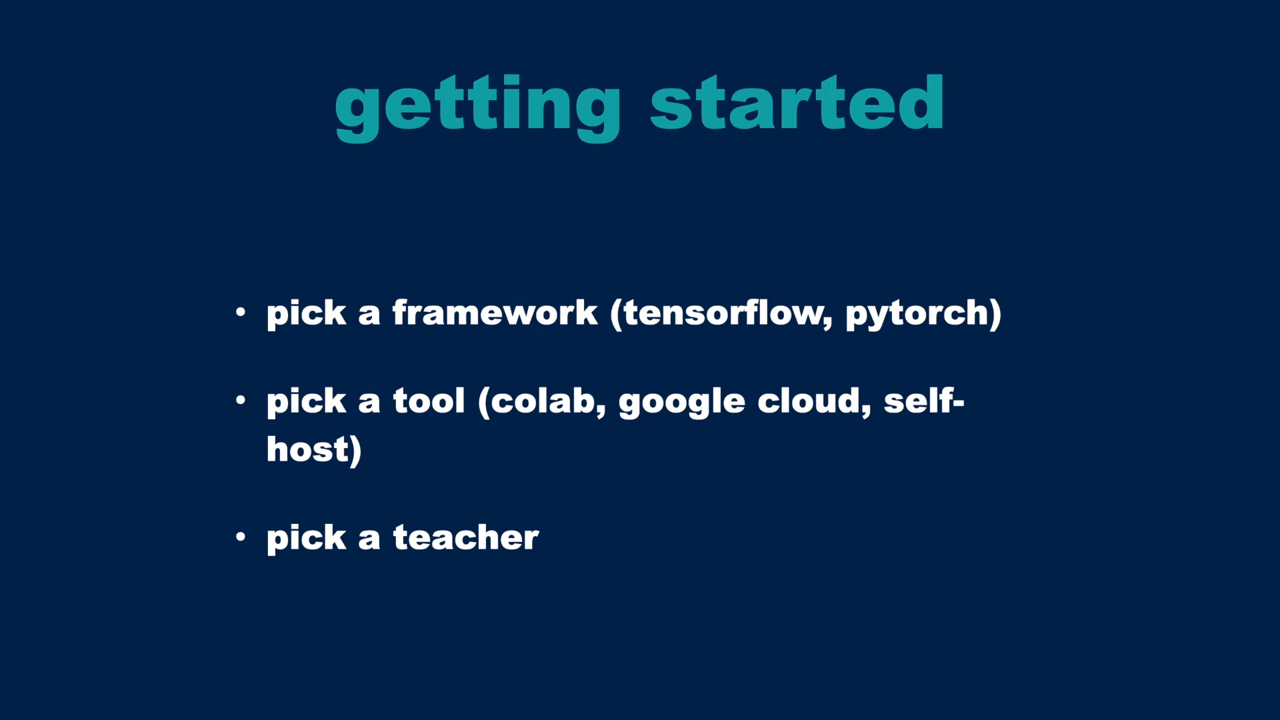 getting started
• pick a framework (tensorflow, pytorch)
• pick a tool (colab, google cloud, self-
host)
• pick a teacher